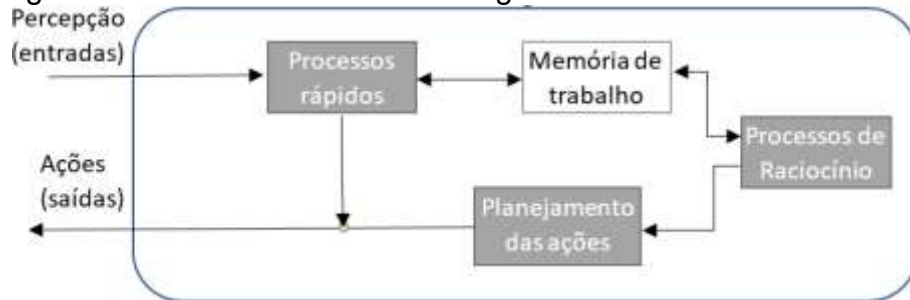 Percepção
(entradas)
Processos
rápidos
Memória de
trabalho
Processos de
Raciocínio
Ações
(saídas)
Planejamento
das ações